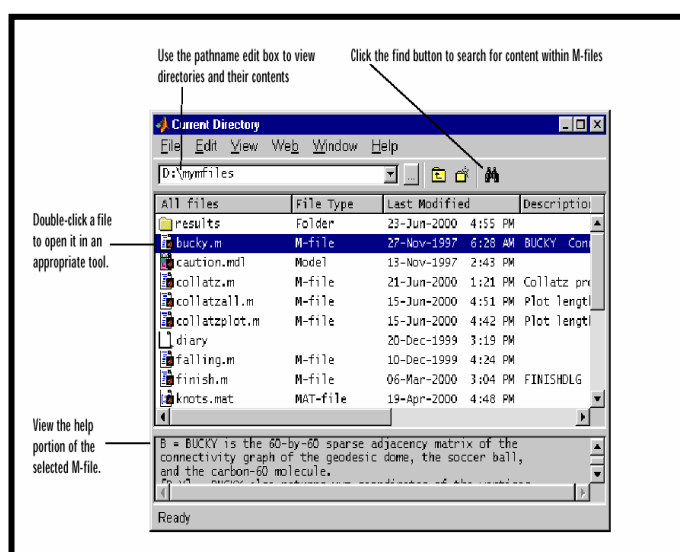 Use the pathname edit box to view
directories and their contents
Click the find button to search for content within M-files
Current Directory
File Edit View Web Window Help
D:\mymfiles
...
All files File Type Last Modified Description
results Folder 23-Jun-2000 4:55 PM
bucky.m M-file 27-Nov-1997 6:28 AM BUCKY Conn
caution.mdl Model 13-Nov-1997 2:43 PM
collatz.m M-file 21-Jun-2000 1:21 PM Collatz pro
collatzall.m M-file 15-Jun-2000 4:51 PM Plot length
collatzplot.m M-file 15-Jun-2000 4:42 PM Plot length
diary 20-Dec-1999 3:19 PM
falling.m M-file 10-Dec-1999 4:24 PM
finish.m M-file 06-Mar-2000 3:04 PM FINISHDLG
knots.mat MAT-file 19-Apr-2000 4:48 PM
Double-click a file
to open it in an
appropriate tool.
View the help
portion of the
selected M-file.
B = BUCKY is the 60-by-60 sparse adjacency matrix of the
connectivity graph of the geodesic dome, the soccer ball,
and the carbon-60 molecule.
Ready